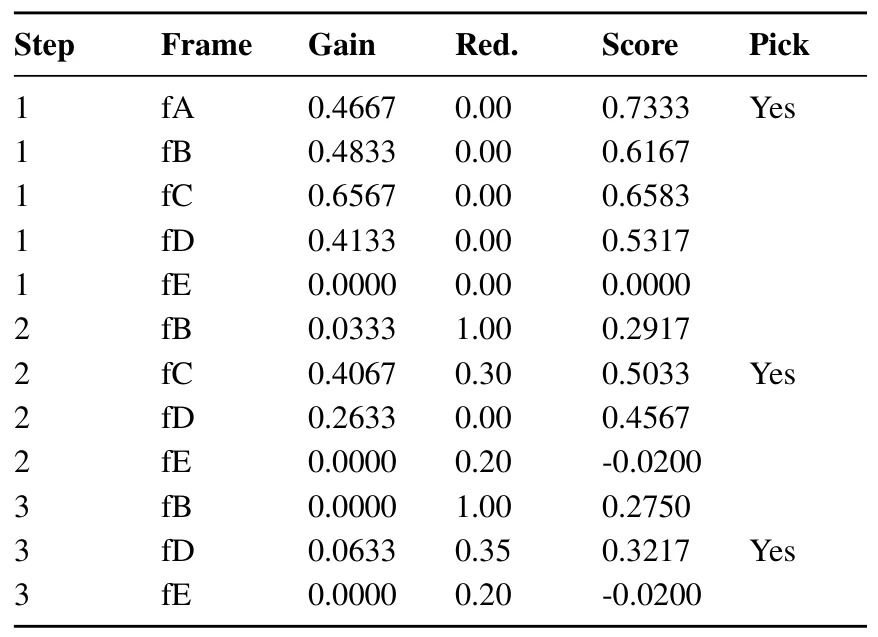 Step Frame Gain Red. Score Pick
1 fA 0.4667 0.00 0.7333 Yes
1 fB 0.4833 0.00 0.6167
1 fC 0.6567 0.00 0.6583
1 fD 0.4133 0.00 0.5317
1 fE 0.0000 0.00 0.0000
2 fB 0.0333 1.00 0.2917
2 fC 0.4067 0.30 0.5033 Yes
2 fD 0.2633 0.00 0.4567
2 fE 0.0000 0.20 -0.0200
3 fB 0.0000 1.00 0.2750
3 fD 0.0633 0.35 0.3217 Yes
3 fE 0.0000 0.20 -0.0200